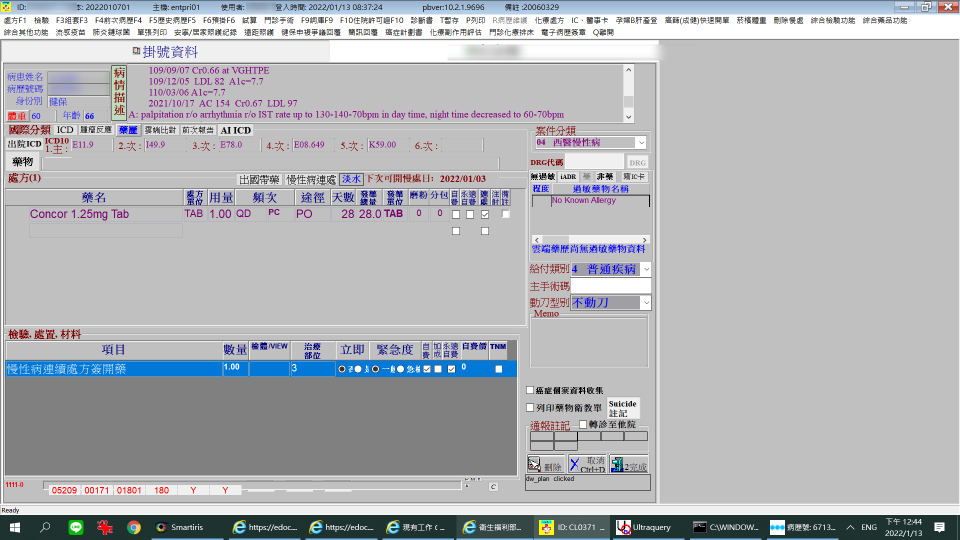 ID:
本: 2022010701
主機: entpri01
使用者:
登入時間: 2022/01/13 08:37:24
pbver:10.2.1.9696
備註 :20060329
處方F1 檢驗 F3組套F3 F4前次病歷F4 F5歷史病歷F5 F6預掛F6 試算 門診手術 F9詞庫F9 F10住院許可證F10 診斷書 T暫存 P列印 R病歷修續 化療處方 IC、醫事卡 孕婦B肝產登 癌篩(成健)快速開單 菸檳體重 刪除餐處 綜合檢驗功能 綜合藥品功能
綜合其他功能 流感疫苗 肺炎鏈球菌 單張列印 安寧/居家照護紀錄 遠距照護 健保申複爭議回覆 簡訊回覆 癌症計劃書 化療副作用評估 門診化療排床 電子病歷簽章 Q離開
掛號資料
病患姓名
病歷號碼
身份別 健保
體重 60 年齡 66
病情描述
109/09/07 Cr0.66 at VGHTPE
109/12/05 LDL 82 A1c=7.7
110/03/06 A1c=7.7
2021/10/17 AC 154 Cr0.67 LDL 97
A: palpitation r/o arrhythmia r/o IST rate up to 130-140-70bpm in day time, night time decreased to 60-70bpm
國際分類 ICD 腫瘤反應 藥歷 雲端比對 前次報告 AI ICD
出院ICD ICD10 1.主: E11.9 2.次: I49.9 3.次: E78.0 4.次: E08.649 5.次: K59.00 6.次:
藥物
案件分類
04 西醫慢性病
DRG代碼 DRG
無過敏 iADR 藥 非藥 寫IC卡
程度 過敏藥物名稱
No Known Allergy
雲端藥歷尚無過敏藥物資料
處方(1) 出國帶藥 慢性病連處 淡水 下次可開慢處日: 2022/01/03
藥名 處方單位 用量 頻次 途徑 天數 發藥總量 發藥單位 磨粉 分包 自費 永遠自費 連處 注射 備註
Concor 1.25mg Tab TAB 1.00 QD PC PO 28 28.0 TAB 0 0
給付類別 4 普通疾病
主手術碼
動刀型別 不動刀
Memo
檢驗, 處置, 材料
項目 數量 檢體/VIEW 治療部位 立即 緊急度 自費 加成 永遠自費 自費價 TNM
慢性病連續處方簽開藥 1.00 3 0
癌症個案資料收集
列印藥物衛教單
Suicide 註記
通報註記 轉診至他院
刪除 取消 Ctrl+D 完成
dw_plan clicked
1111-0 05209 00171 01801 180 Y Y C
Ready
Smartiris
https://edoc...
https://edoc...
現有工作 (...
衛生福利部...
ID: CL0371 ...
Ultraquery
C:\WINDOW...
病歷號: 6713...
ENG
下午 12:44
2022/1/13